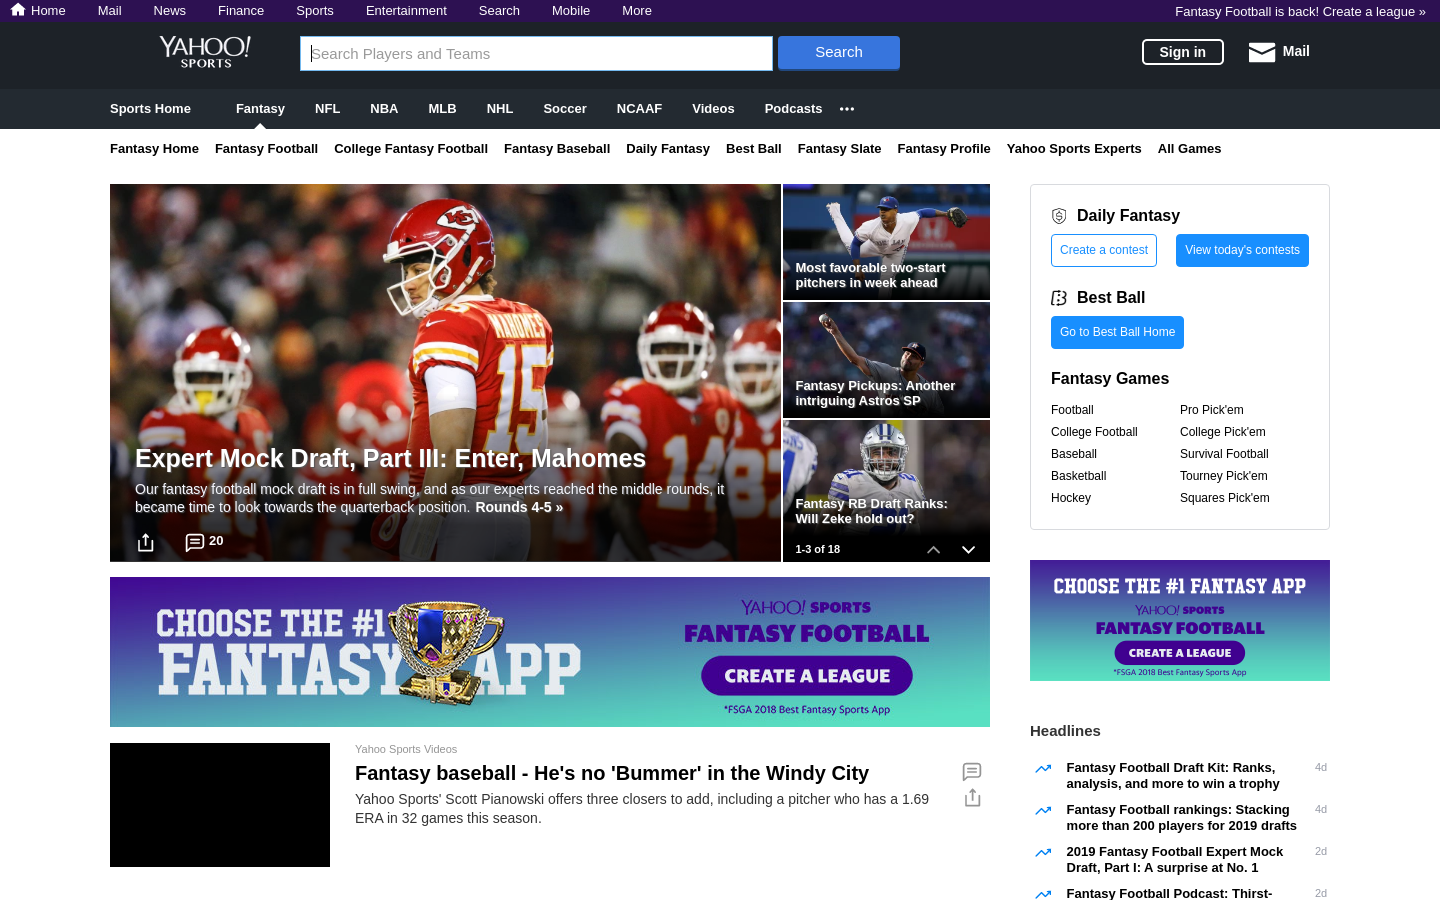 Home Mail News Finance Sports Entertainment Search Mobile More Fantasy Football is back! Create a league »
YAHOO!
SPORTS
Search Players and Teams
Search
Sign in
Mail
Sports Home Fantasy NFL NBA MLB NHL Soccer NCAAF Videos Podcasts •••
Fantasy Home Fantasy Football College Fantasy Football Fantasy Baseball Daily Fantasy Best Ball Fantasy Slate Fantasy Profile Yahoo Sports Experts All Games
MAHOMES
15
Expert Mock Draft, Part III: Enter, Mahomes
Our fantasy football mock draft is in full swing, and as our experts reached the middle rounds, it
became time to look towards the quarterback position. Rounds 4-5 »
20
Most favorable two-start
pitchers in week ahead
Fantasy Pickups: Another
intriguing Astros SP
Fantasy RB Draft Ranks:
Will Zeke hold out?
1-3 of 18
Daily Fantasy
Create a contest
View today's contests
Best Ball
Go to Best Ball Home
Fantasy Games
Football Pro Pick'em
College Football College Pick'em
Baseball Survival Football
Basketball Tourney Pick'em
Hockey Squares Pick'em
CHOOSE THE #1
FANTASY APP
YAHOO! SPORTS
FANTASY FOOTBALL
CREATE A LEAGUE
*FSGA 2018 Best Fantasy Sports App
CHOOSE THE #1 FANTASY APP
YAHOO! SPORTS
FANTASY FOOTBALL
CREATE A LEAGUE
*FSGA 2018 Best Fantasy Sports App
Yahoo Sports Videos
Fantasy baseball - He's no 'Bummer' in the Windy City
Yahoo Sports' Scott Pianowski offers three closers to add, including a pitcher who has a 1.69
ERA in 32 games this season.
Headlines
Fantasy Football Draft Kit: Ranks, 4d
analysis, and more to win a trophy
Fantasy Football rankings: Stacking 4d
more than 200 players for 2019 drafts
2019 Fantasy Football Expert Mock 2d
Draft, Part I: A surprise at No. 1
Fantasy Football Podcast: Thirst- 2d